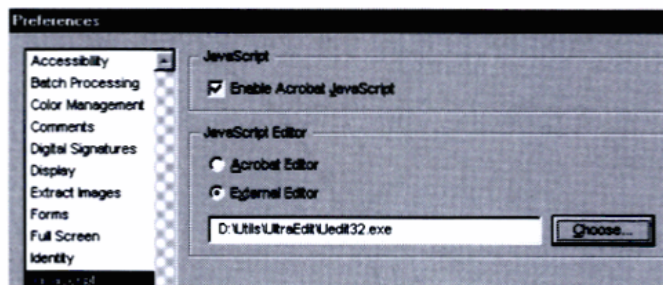 Preferences
Accessibility
Batch Processing
Color Management
Comments
Digital Signatures
Display
Extract Images
Forms
Full Screen
Identity
JavaScript
Enable Acrobat JavaScript
JavaScript Editor
Acrobat Editor
External Editor
D:\Utils\UltraEdit\Uedit32.exe
Choose...